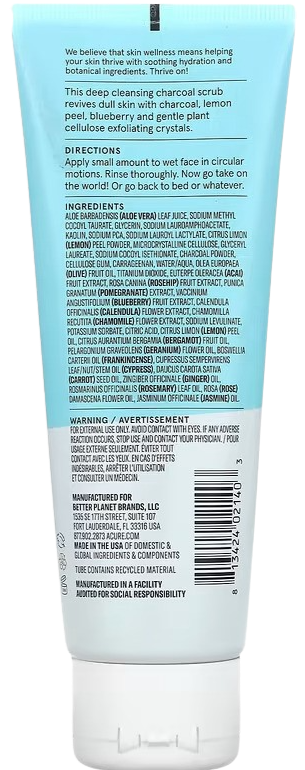 We believe that skin wellness means helping
your skin thrive with soothing hydration and
botanical ingredients. Thrive on!
This deep cleansing charcoal scrub
revives dull skin with charcoal, lemon
peel, blueberry and gentle plant
cellulose exfoliating crystals.
DIRECTIONS
Apply small amount to wet face in circular
motions. Rinse thoroughly. Now go take on
the world! Or go back to bed or whatever.
INGREDIENTS
ALOE BARBADENSIS (ALOE VERA) LEAF JUICE, SODIUM METHYL
COCOYL TAURATE, GLYCERIN, SODIUM LAUROAMPHOACETATE,
KAOLIN, SODIUM PCA, SODIUM LAUROYL LACTYLATE, CITRUS LIMON
(LEMON) PEEL POWDER, MICROCRYSTALLINE CELLULOSE, GLYCERYL
LAURATE, SODIUM COCOYL ISETHIONATE, CHARCOAL POWDER,
CELLULOSE GUM, CARRAGEENAN, WATER/AQUA, OLEA EUROPAEA
(OLIVE) FRUIT OIL, TITANIUM DIOXIDE, EUTERPE OLERACEA (ACAI)
FRUIT EXTRACT, ROSA CANINA (ROSEHIP) FRUIT EXTRACT, PUNICA
GRANATUM (POMEGRANATE) EXTRACT, VACCINIUM
ANGUSTIFOLIUM (BLUEBERRY) FRUIT EXTRACT, CALENDULA
OFFICINALIS (CALENDULA) FLOWER EXTRACT, CHAMOMILLA
RECUTITA (CHAMOMILE) FLOWER EXTRACT, SODIUM LEVULINATE,
POTASSIUM SORBATE, CITRIC ACID, CITRUS LIMON (LEMON) PEEL
OIL, CITRUS AURANTIUM BERGAMIA (BERGAMOT) FRUIT OIL,
PELARGONIUM GRAVEOLENS (GERANIUM) FLOWER OIL, BOSWELLIA
CARTERII OIL (FRANKINCENSE), CUPRESSUS SEMPERVIRENS
LEAF/NUT/STEM OIL (CYPRESS), DAUCUS CAROTA SATIVA
(CARROT) SEED OIL, ZINGIBER OFFICINALE (GINGER) OIL,
ROSMARINUS OFFICINALIS (ROSEMARY) LEAF OIL, ROSA (ROSE)
DAMASCENA FLOWER OIL, JASMINUM OFFICINALE (JASMINE) OIL.
WARNING / AVERTISSEMENT
FOR EXTERNAL USE ONLY. AVOID CONTACT WITH EYES. IF ANY ADVERSE
REACTION OCCURS, STOP USE AND CONTACT YOUR PHYSICIAN. / POUR
USAGE EXTERNE SEULEMENT. ÉVITER TOUT
CONTACT AVEC LES YEUX. EN CAS D'EFFETS
INDÉSIRABLES, ARRÊTER L'UTILISATION
ET CONSULTER UN MÉDECIN.
MANUFACTURED FOR
BETTER PLANET BRANDS, LLC
1535 SE 17TH STREET, SUITE 107
FORT LAUDERDALE, FL 33316 USA
877.902.2873 ACURE.COM
MADE IN THE USA OF DOMESTIC &
GLOBAL INGREDIENTS & COMPONENTS
TUBE CONTAINS RECYCLED MATERIAL
MANUFACTURED IN A FACILITY
AUDITED FOR SOCIAL RESPONSIBILITY
8 13424 02140 3